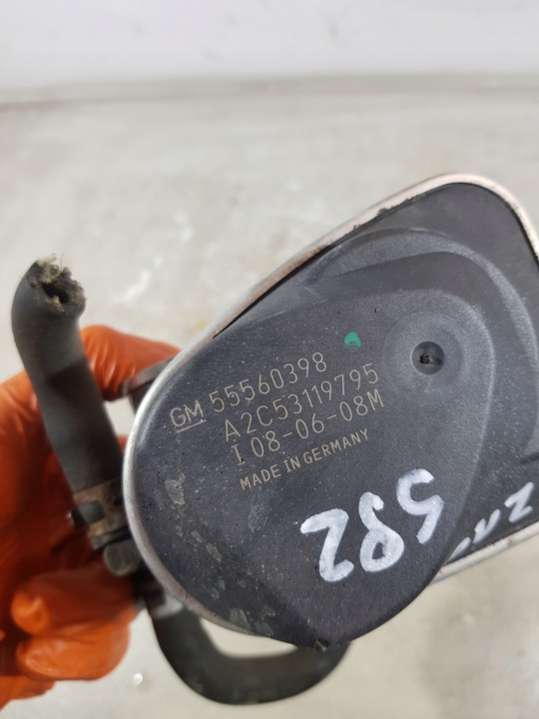 GM 55560398
A2C53119795
I 08-06-08M
MADE IN GERMANY
592